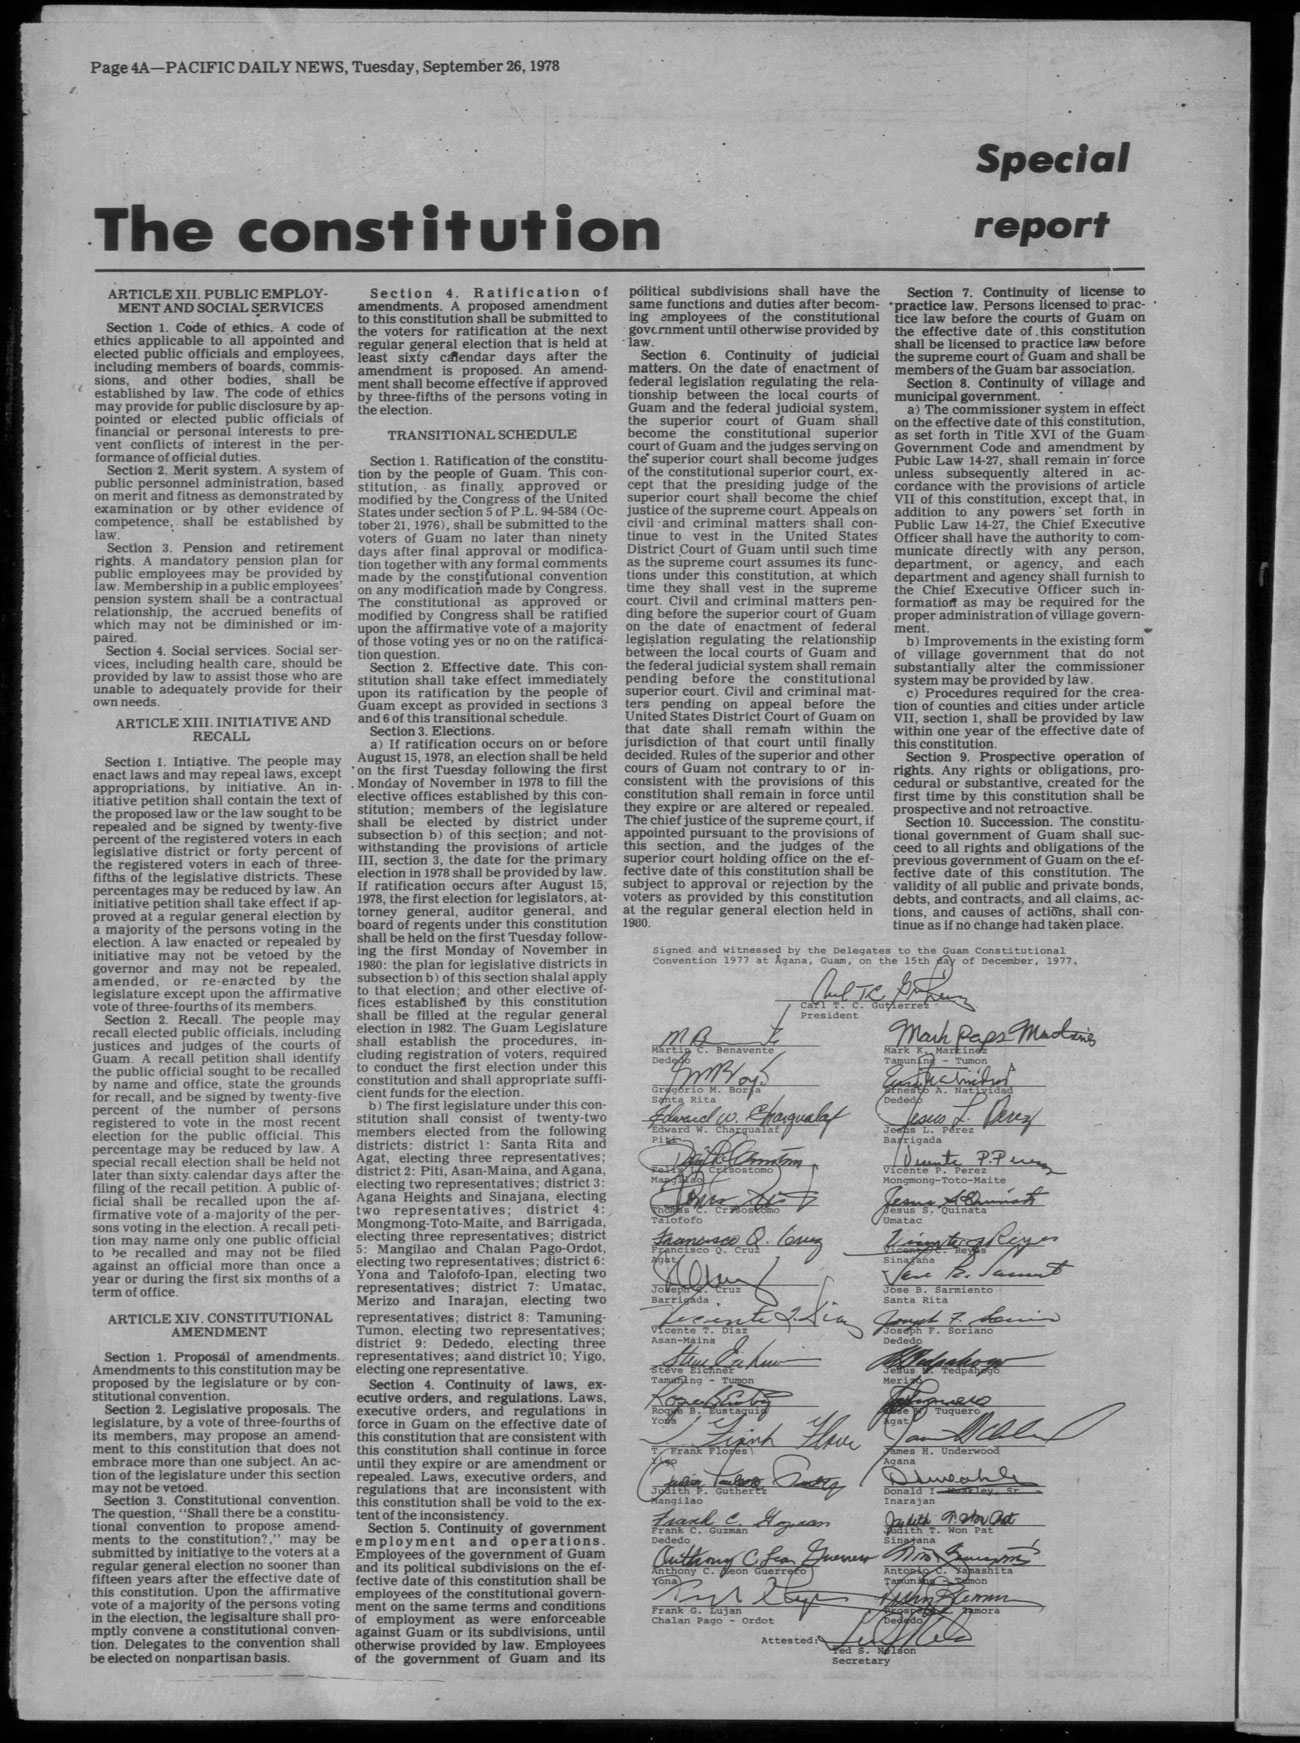 Page 4A—PACIFIC DAILY NEWS, Tuesday, September 26, 1978
Special
report
The constitution
ARTICLE XII. PUBLIC EMPLOY-
MENT AND SOCIAL SERVICES
Section 1. Code of ethics. A code of
ethics applicable to all appointed and
elected public officials and employees,
including members of boards, commis-
sions, and other bodies, shall be
established by law. The code of ethics
may provide for public disclosure by ap-
pointed or elected public officials of
financial or personal interests to pre-
vent conflicts of interest in the per-
formance of official duties.
Section 2. Merit system. A system of
public personnel administration, based
on merit and fitness as demonstrated by
examination or by other evidence of
competence, shall be established by
law.
Section 3. Pension and retirement
rights. A mandatory pension plan for
public employees may be provided by
law. Membership in a public employees'
pension system shall be a contractual
relationship, the accrued benefits of
which may not be diminished or im-
paired.
Section 4. Social services. Social ser-
vices, including health care, should be
provided by law to assist those who are
unable to adequately provide for their
own needs.
ARTICLE XIII. INITIATIVE AND
RECALL
Section 1. Intiative. The people may
enact laws and may repeal laws, except
appropriations, by initiative. An in-
itiative petition shall contain the text of
the proposed law or the law sought to be
repealed and be signed by twenty-five
percent of the registered voters in each
legislative district or forty percent of
the registered voters in each of three-
fifths of the legislative districts. These
percentages may be reduced by law. An
initiative petition shall take effect if ap-
proved at a regular general election by
a majority of the persons voting in the
election. A law enacted or repealed by
initiative may not be vetoed by the
governor and may not be repealed,
amended, or re-enacted by the
legislature except upon the affirmative
vote of three-fourths of its members.
Section 2. Recall. The people may
recall elected public officials, including
justices and judges of the courts of
Guam. A recall petition shall identify
the public official sought to be recalled
by name and office, state the grounds
for recall, and be signed by twenty-five
percent of the number of persons
registered to vote in the most recent
election for the public official. This
percentage may be reduced by law. A
special recall election shall be held not
later than sixty calendar days after the
filing of the recall petition. A public of-
ficial shall be recalled upon the af-
firmative vote of a majority of the per-
sons voting in the election. A recall peti-
tion may name only one public official
to be recalled and may not be filed
against an official more than once a
year or during the first six months of a
term of office.
ARTICLE XIV. CONSTITUTIONAL
AMENDMENT
Section 1. Proposal of amendments.
Amendments to this constitution may be
proposed by the legislature or by con-
stitutional convention.
Section 2. Legislative proposals. The
legislature, by a vote of three-fourths of
its members, may propose an amend-
ment to this constitution that does not
embrace more than one subject. An ac-
tion of the legislature under this section
may not be vetoed.
Section 3. Constitutional convention.
The question, "Shall there be a constitu-
tional convention to propose amend-
ments to the constitution?," may be
submitted by initiative to the voters at a
regular general election no sooner than
fifteen years after the effective date of
this constitution. Upon the affirmative
vote of a majority of the persons voting
in the election, the legisalture shall pro-
mptly convene a constitutional conven-
tion. Delegates to the convention shall
be elected on nonpartisan basis.
Section 4. Ratification of
amendments. A proposed amendment
to this constitution shall be submitted to
the voters for ratification at the next
regular general election that is held at
least sixty calendar days after the
amendment is proposed. An amend-
ment shall become effective if approved
by three-fifths of the persons voting in
the election.
TRANSITIONAL SCHEDULE
Section 1. Ratification of the constitu-
tion by the people of Guam. This con-
stitution, as finally approved or
modified by the Congress of the United
States under section 5 of P.L. 94-584 (Oc-
tober 21, 1976), shall be submitted to the
voters of Guam no later than ninety
days after final approval or modifica-
tion together with any formal comments
made by the constitutional convention
on any modification made by Congress.
The constitutional as approved or
modified by Congress shall be ratified
upon the affirmative vote of a majority
of those voting yes or no on the ratifica-
tion question.
Section 2. Effective date. This con-
stitution shall take effect immediately
upon its ratification by the people of
Guam except as provided in sections 3
and 6 of this transitional schedule.
Section 3. Elections.
a) If ratification occurs on or before
August 15, 1978, an election shall be held
on the first Tuesday following the first
Monday of November in 1978 to fill the
elective offices established by this con-
stitution; members of the legislature
shall be elected by district under
subsection b) of this section; and not-
withstanding the provisions of article
III, section 3, the date for the primary
election in 1978 shall be provided by law.
If ratification occurs after August 15,
1978, the first election for legislators, at-
torney general, auditor general, and
board of regents under this constitution
shall be held on the first Tuesday follow-
ing the first Monday of November in
1980: the plan for legislative districts in
subsection b) of this section shalal apply
to that election; and other elective of-
fices established by this constitution
shall be filled at the regular general
election in 1982. The Guam Legislature
shall establish the procedures, in-
cluding registration of voters, required
to conduct the first election under this
constitution and shall appropriate suffi-
cient funds for the election.
b) The first legislature under this con-
stitution shall consist of twenty-two
members elected from the following
districts: district 1: Santa Rita and
Agat, electing three representatives;
district 2: Piti, Asan-Maina, and Agana,
electing two representatives; district 3:
Agana Heights and Sinajana, electing
two representatives; district 4:
Mongmong-Toto-Maite, and Barrigada,
electing three representatives; district
5: Mangilao and Chalan Pago-Ordot,
electing two representatives; district 6:
Yona and Talofofo-Ipan, electing two
representatives; district 7: Umatac,
Merizo and Inarajan, electing two
representatives; district 8: Tamuning-
Tumon, electing two representatives;
district 9: Dededo, electing three
representatives; aand district 10; Yigo,
electing one representative.
Section 4. Continuity of laws, ex-
ecutive orders, and regulations. Laws,
executive orders, and regulations in
force in Guam on the effective date of
this constitution that are consistent with
this constitution shall continue in force
until they expire or are amendment or
repealed. Laws, executive orders, and
regulations that are inconsistent with
this constitution shall be void to the ex-
tent of the inconsistency.
Section 5. Continuity of government
employment and operations.
Employees of the government of Guam
and its political subdivisions on the ef-
fective date of this constitution shall be
employees of the constitutional govern-
ment on the same terms and conditions
of employment as were enforceable
against Guam or its subdivisions, until
otherwise provided by law. Employees
of the government of Guam and its
political subdivisions shall have the
same functions and duties after becom-
ing employees of the constitutional
government until otherwise provided by
law.
Section 6. Continuity of judicial
matters. On the date of enactment of
federal legislation regulating the rela-
tionship between the local courts of
Guam and the federal judicial system,
the superior court of Guam shall
become the constitutional superior
court of Guam and the judges serving on
the superior court shall become judges
of the constitutional superior court, ex-
cept that the presiding judge of the
superior court shall become the chief
justice of the supreme court. Appeals on
civil and criminal matters shall con-
tinue to vest in the United States
District Court of Guam until such time
as the supreme court assumes its func-
tions under this constitution, at which
time they shall vest in the supreme
court. Civil and criminal matters pen-
ding before the superior court of Guam
on the date of enactment of federal
legislation regulating the relationship
between the local courts of Guam and
the federal judicial system shall remain
pending before the constitutional
superior court. Civil and criminal mat-
ters pending on appeal before the
United States District Court of Guam on
that date shall remain within the
jurisdiction of that court until finally
decided. Rules of the superior and other
cours of Guam not contrary to or in-
consistent with the provisions of this
constitution shall remain in force until
they expire or are altered or repealed.
The chief justice of the supreme court, if
appointed pursuant to the provisions of
this section, and the judges of the
superior court holding office on the ef-
fective date of this constitution shall be
subject to approval or rejection by the
voters as provided by this constitution
at the regular general election held in
1980.
Section 7. Continuity of license to
practice law. Persons licensed to prac-
tice law before the courts of Guam on
the effective date of this constitution
shall be licensed to practice law before
the supreme court of Guam and shall be
members of the Guam bar association.
Section 8. Continuity of village and
municipal government.
a) The commissioner system in effect
on the effective date of this constitution,
as set forth in Title XVI of the Guam
Government Code and amendment by
Pubic Law 14-27, shall remain in force
unless subsequently altered in ac-
cordance with the provisions of article
VII of this constitution, except that, in
addition to any powers set forth in
Public Law 14-27, the Chief Executive
Officer shall have the authority to com-
municate directly with any person,
department, or agency, and each
department and agency shall furnish to
the Chief Executive Officer such in-
formation as may be required for the
proper administration of village govern-
ment.
b) Improvements in the existing form
of village government that do not
substantially alter the commissioner
system may be provided by law.
c) Procedures required for the crea-
tion of counties and cities under article
VII, section 1, shall be provided by law
within one year of the effective date of
this constitution.
Section 9. Prospective operation of
rights. Any rights or obligations, pro-
cedural or substantive, created for the
first time by this constitution shall be
prospective and not retroactive.
Section 10. Succession. The constitu-
tional government of Guam shall suc-
ceed to all rights and obligations of the
previous government of Guam on the ef-
fective date of this constitution. The
validity of all public and private bonds,
debts, and contracts, and all claims, ac-
tions, and causes of actions, shall con-
tinue as if no change had taken place.
Signed and witnessed by the Delegates to the Guam Constitutional
Convention 1977 at Agana, Guam, on the 15th day of December, 1977.
Carl T. C. Gutierrez
President
Martin C. Benavente
Dededo
Gregorio M. Borja
Santa Rita
Edward W. Charqualaf
Edward W. Charqualaf
Piti
Felix Crisostomo
Mangilao
Thomas C. Crisostomo
Talofofo
Francisco Q. Cruz
Francisco Q. Cruz
Agat
Joseph Cruz
Barrigada
Vicente T. Diaz
Asan-Maina
Steve Eichner
Tamuning - Tumon
Roque B. Eustaquio
Yona
T. Frank Flores
T. Frank Flores
Yigo
Judith P. Guthertz
Mangilao
Frank C. Guzman
Frank C. Guzman
Dededo
Anthony C. Leon Guerrero
Anthony C. Leon Guerrero
Yona
Frank G. Lujan
Chalan Pago - Ordot
Mark K. Martinez
Tamuning - Tumon
Ernesto A. Natividad
Dededo
Jesus L. Perez
Jesus L. Perez
Barrigada
Vicente P. Perez
Vicente P. Perez
Mongmong-Toto-Maite
Jesus S. Quinata
Jesus S. Quinata
Umatac
Vicente C. Reyes
Sinajana
Jose B. Sarmiento
Santa Rita
Joseph F. Soriano
Joseph F. Soriano
Dededo
Jesus Tedpahogo
Merizo
Tuquero
Agat
James H. Underwood
Agana
Donald I. Weakley, Sr.
Inarajan
Judith T. Won Pat
Judith T. Won Pat
Sinajana
Antonio C. Yamashita
Tamuning - Tumon
Zamora
Dededo
Attested:
Ted S. Nelson
Secretary